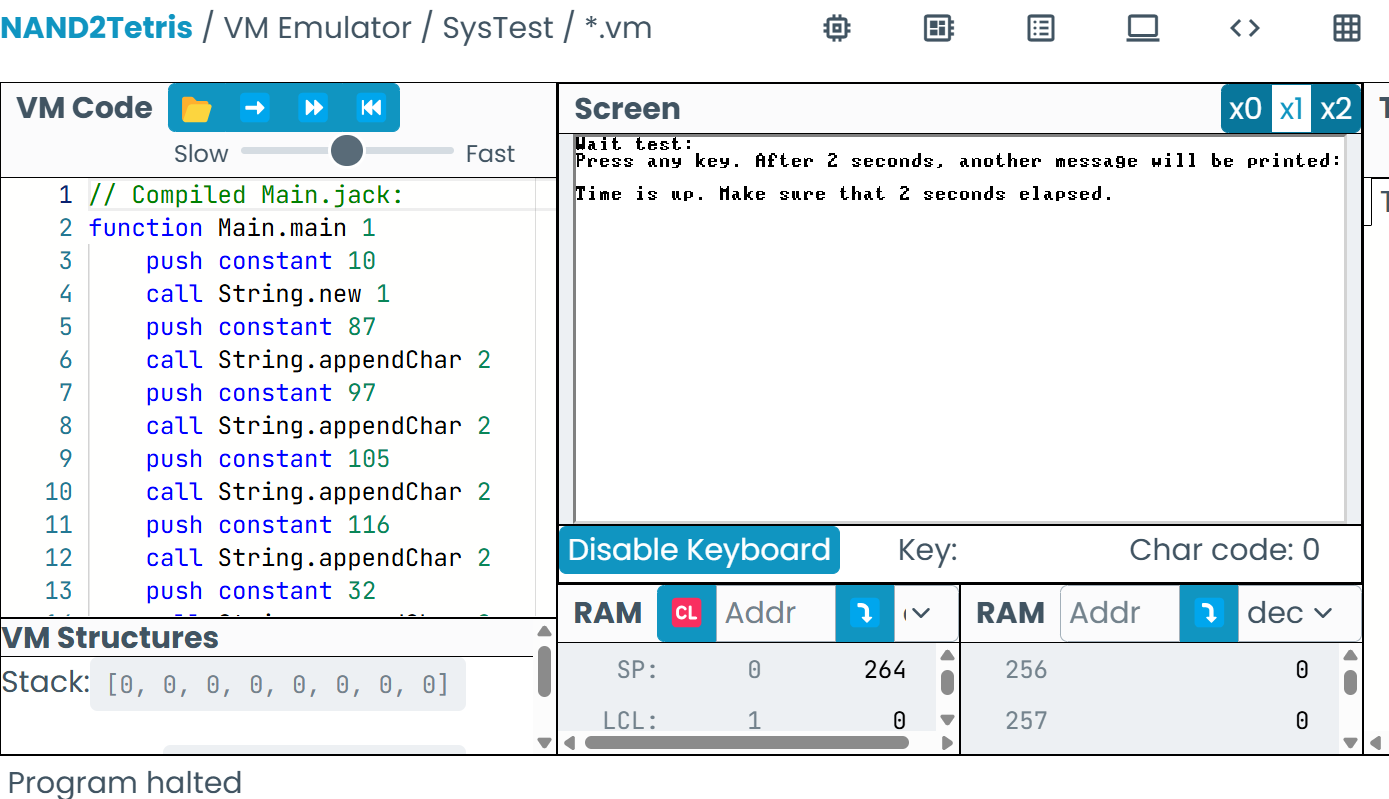 NAND2Tetris / VM Emulator / SysTest / *.vm
VM Code
Slow Fast
1 // Compiled Main.jack:
2 function Main.main 1
3 push constant 10
4 call String.new 1
5 push constant 87
6 call String.appendChar 2
7 push constant 97
8 call String.appendChar 2
9 push constant 105
10 call String.appendChar 2
11 push constant 116
12 call String.appendChar 2
13 push constant 32
VM Structures
Stack: [0, 0, 0, 0, 0, 0, 0, 0]
Screen x0 x1 x2
Wait test:
Press any key. After 2 seconds, another message will be printed:
Time is up. Make sure that 2 seconds elapsed.
Disable Keyboard Key: Char code: 0
RAM CL Addr
SP: 0 264
LCL: 1 0
RAM Addr dec
256 0
257 0
Program halted